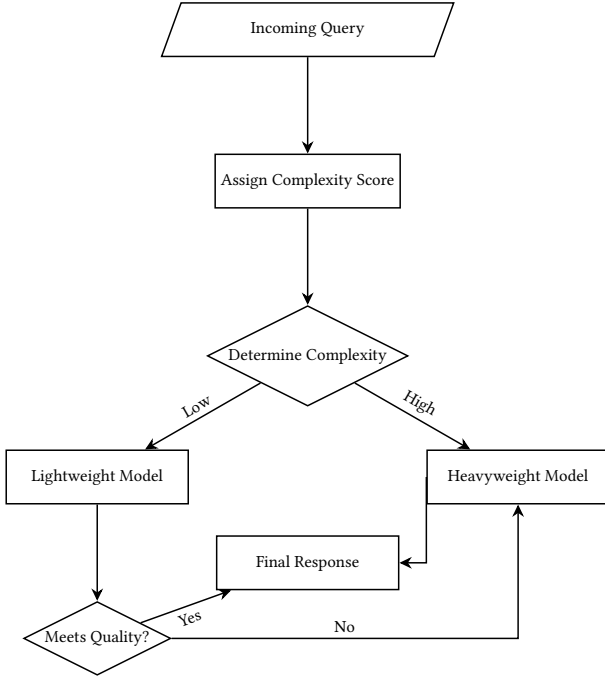 Incoming Query
Assign Complexity Score
Determine Complexity
Low
High
Lightweight Model
Heavyweight Model
Final Response
Yes
Meets Quality?
No